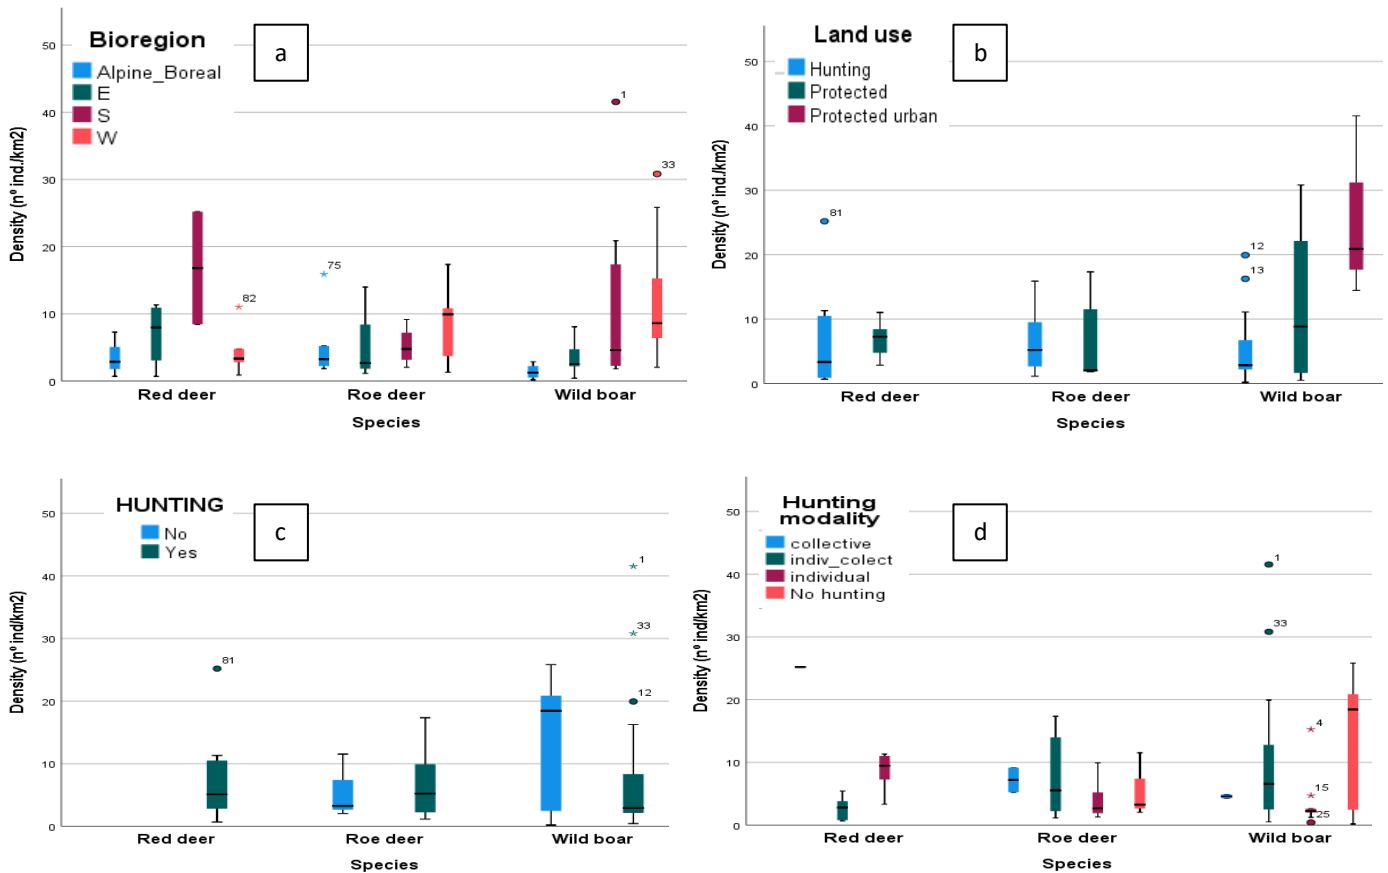 Bioregion
Alpine_Boreal
E
S
W
a
Density (nº ind./km2)
50
40
30
20
10
0
82
75
1
33
Red deer
Roe deer
Wild boar
Species
Land use
Hunting
Protected
Protected urban
b
Density (nº ind./km2)
50
40
30
20
10
0
81
12
13
Red deer
Roe deer
Wild boar
Species
HUNTING
No
Yes
c
Density (nº ind/km2)
50
40
30
20
10
0
81
1
33
12
Red deer
Roe deer
Wild boar
Species
Hunting
modality
collective
indiv_colect
individual
No hunting
d
Density (nº ind/km2)
50
40
30
20
10
0
1
33
4
15
25
Red deer
Roe deer
Wild boar
Species